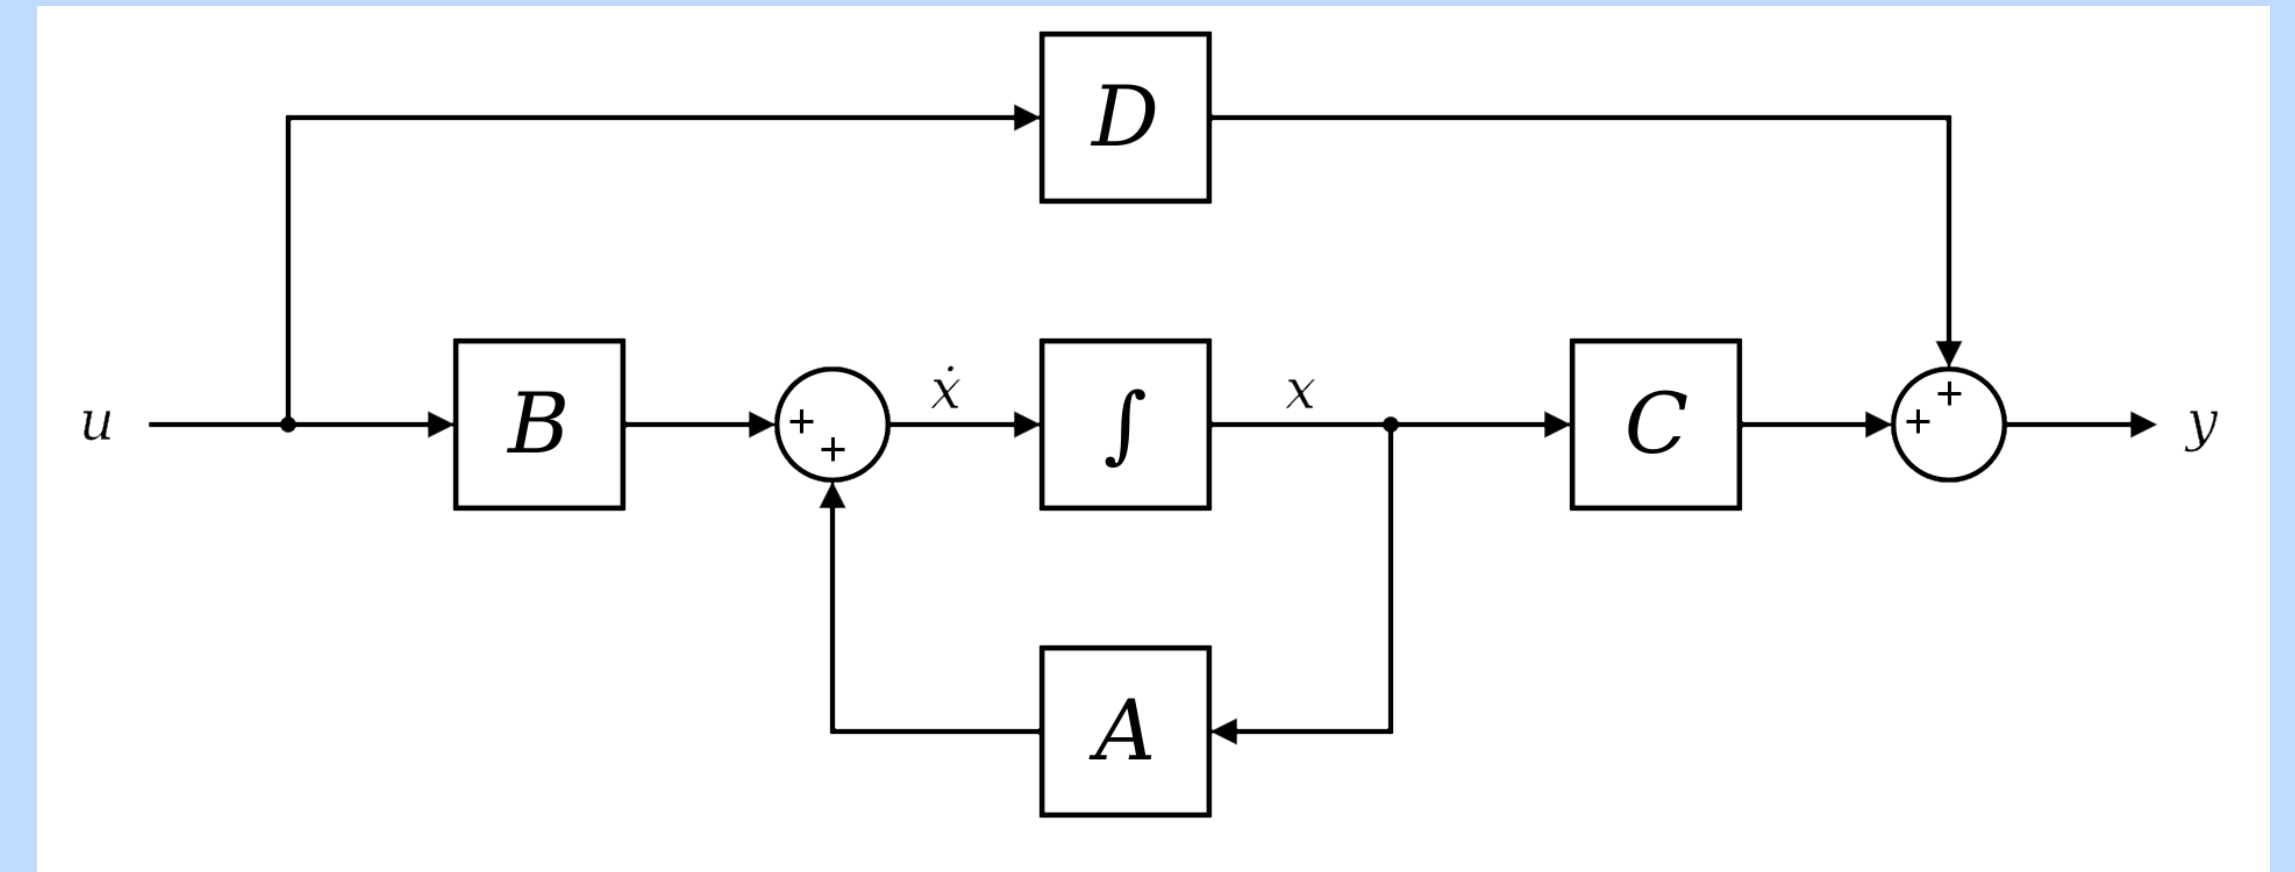 D
u B + + ẋ ∫ x C + + y
A